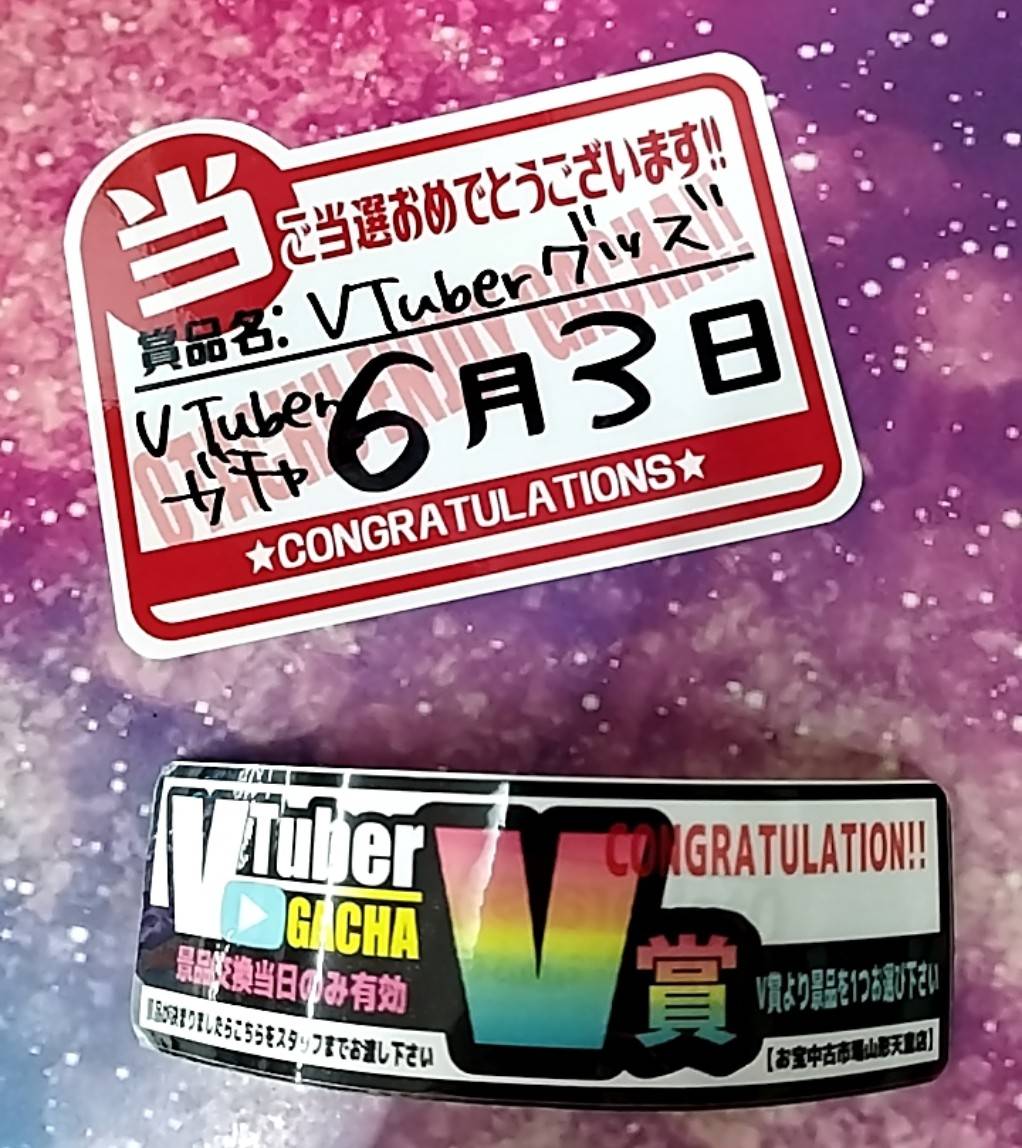 当
ご当選おめでとうございます!!
賞品名: VTuberグッズ
VTuber
ガチャ
6月3日
★CONGRATULATIONS★
VTuber
GACHA
景品交換当日のみ有効
景品が決まりましたらこちらをスタッフまでお渡し下さい
V賞
CONGRATULATION!!
V賞より景品を1つお選び下さい
【お宝中古市場山形天童店】